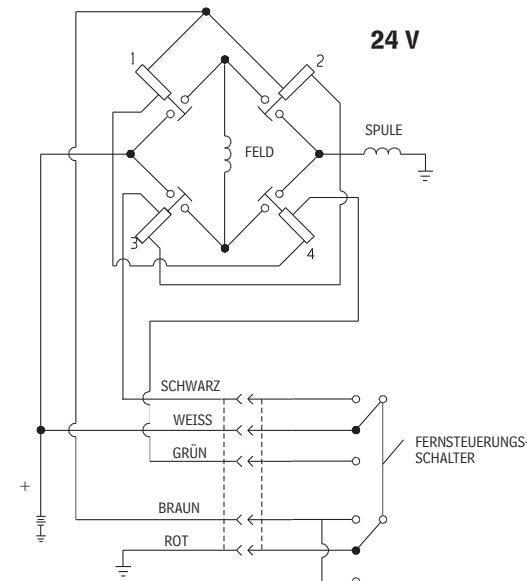 24 V
1
2
SPULE
FELD
3
4
SCHWARZ
WEISS
GRÜN
FERNSTEUERUNGS-
SCHALTER
+
BRAUN
ROT